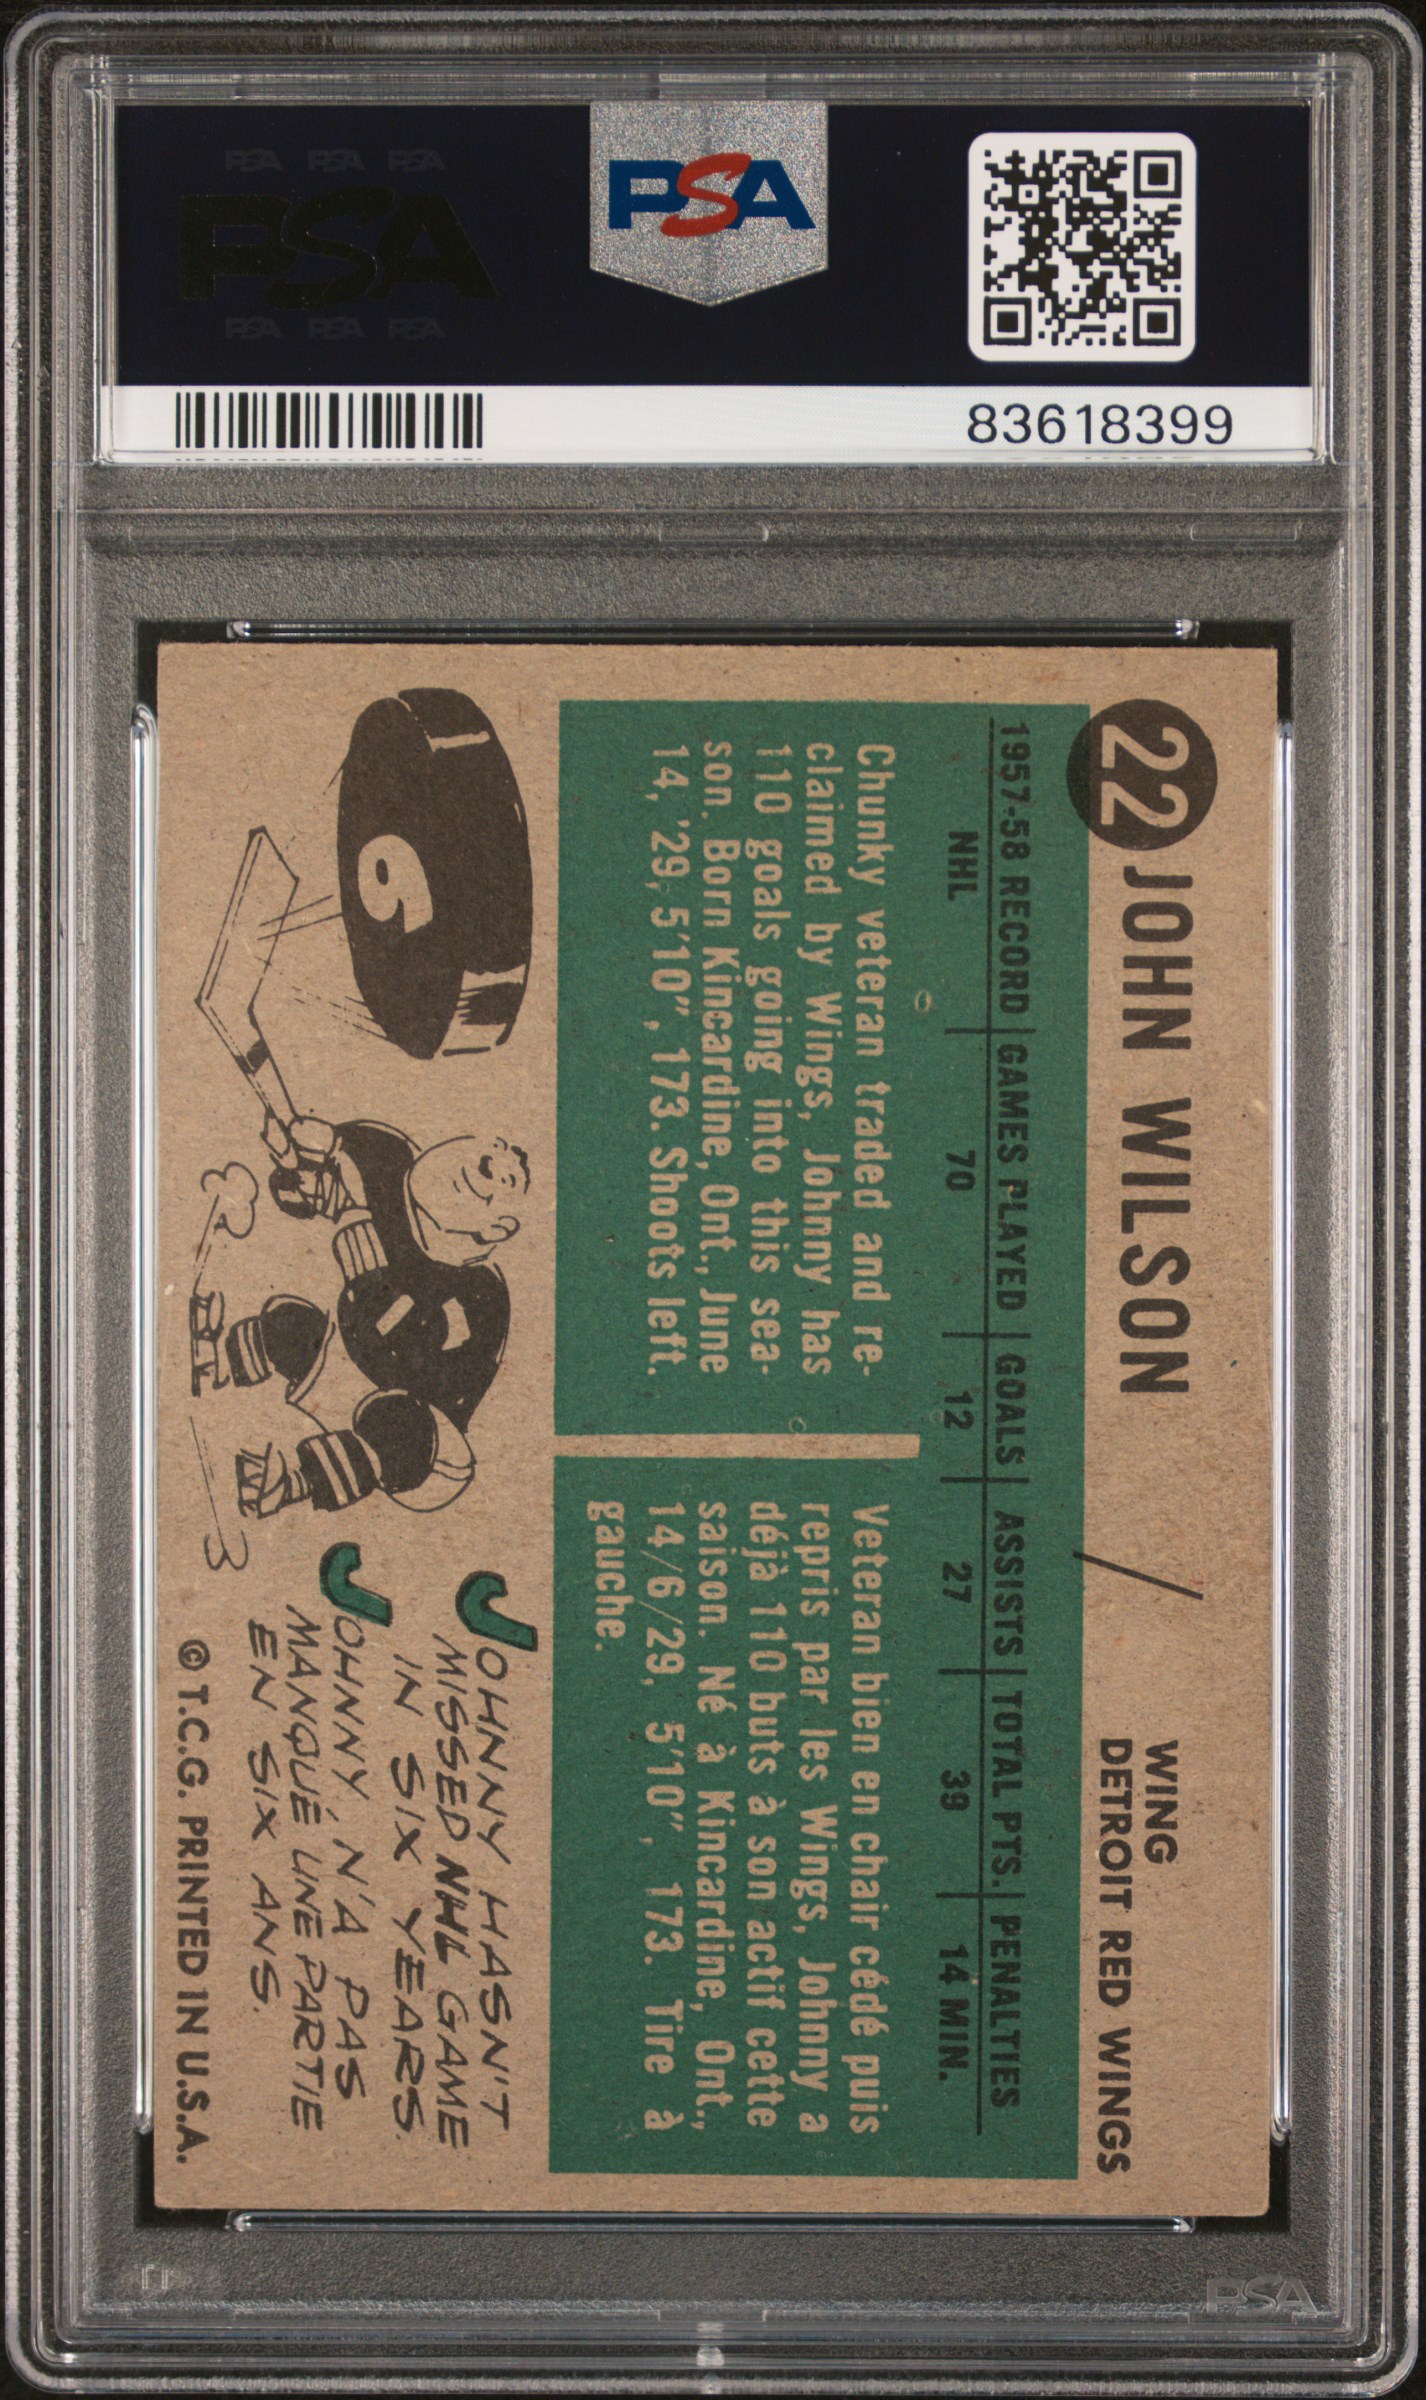 PSA PSA PSA
PSA
PSA PSA PSA
PSA
83618399
22 JOHN WILSON
WING
DETROIT RED WINGS
1957-58 RECORD GAMES PLAYED GOALS ASSISTS TOTAL PTS. PENALTIES
NHL 70 12 27 39 14 MIN.
Chunky veteran traded and re-
claimed by Wings, Johnny has
110 goals going into this sea-
son. Born Kincardine, Ont., June
14, '29, 5'10", 173. Shoots left.
Veteran bien en chair cédé puis
repris par les Wings, Johnny a
déjà 110 buts à son actif cette
saison. Né à Kincardine, Ont.,
14/6/29, 5'10", 173. Tire à
gauche.
6
JOHNNY HASN'T
MISSED NHL GAME
IN SIX YEARS.
JOHNNY, N'A PAS
MANQUÉ UNE PARTIE
EN SIX ANS.
© T.C.G. PRINTED IN U.S.A.
PSA